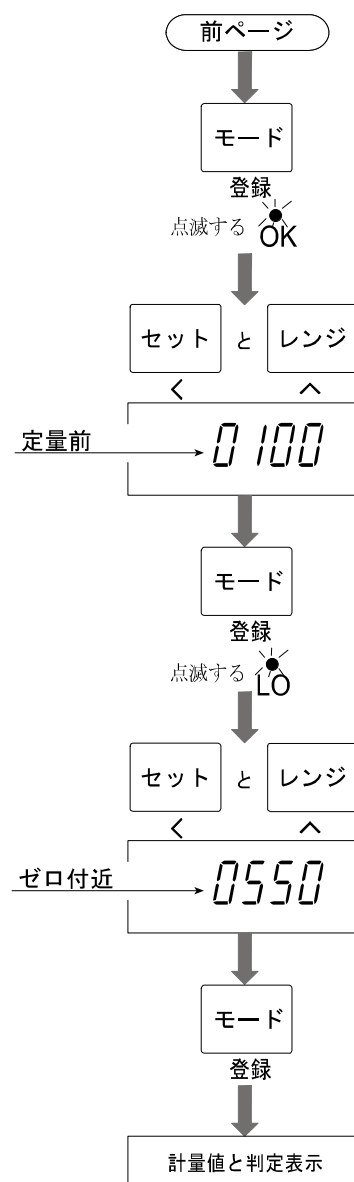 前ページ
モード
登録
点滅する OK
セット と レンジ
く へ
定量前 0100
モード
登録
点滅する LO
セット と レンジ
く へ
ゼロ付近 0550
モード
登録
計量値と判定表示